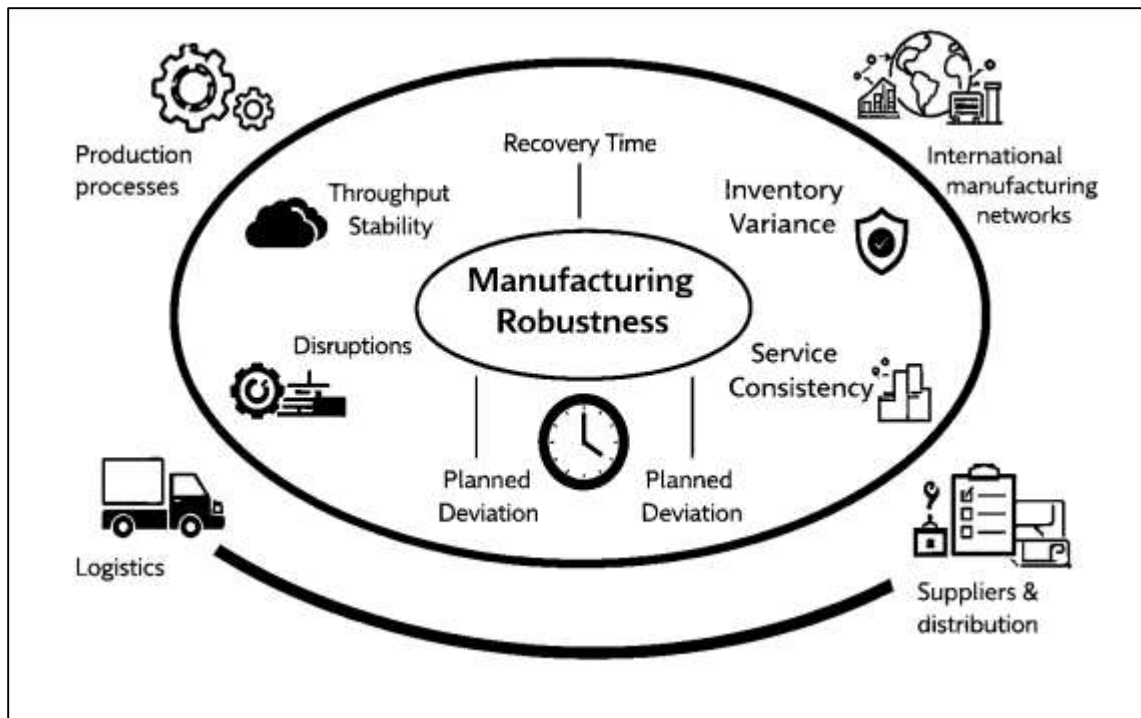 Production
processes
International
manufacturing
networks
Recovery Time
Throughput
Stability
Inventory
Variance
Manufacturing
Robustness
Disruptions
Service
Consistency
Planned
Deviation
Planned
Deviation
Logistics
Suppliers &
distribution